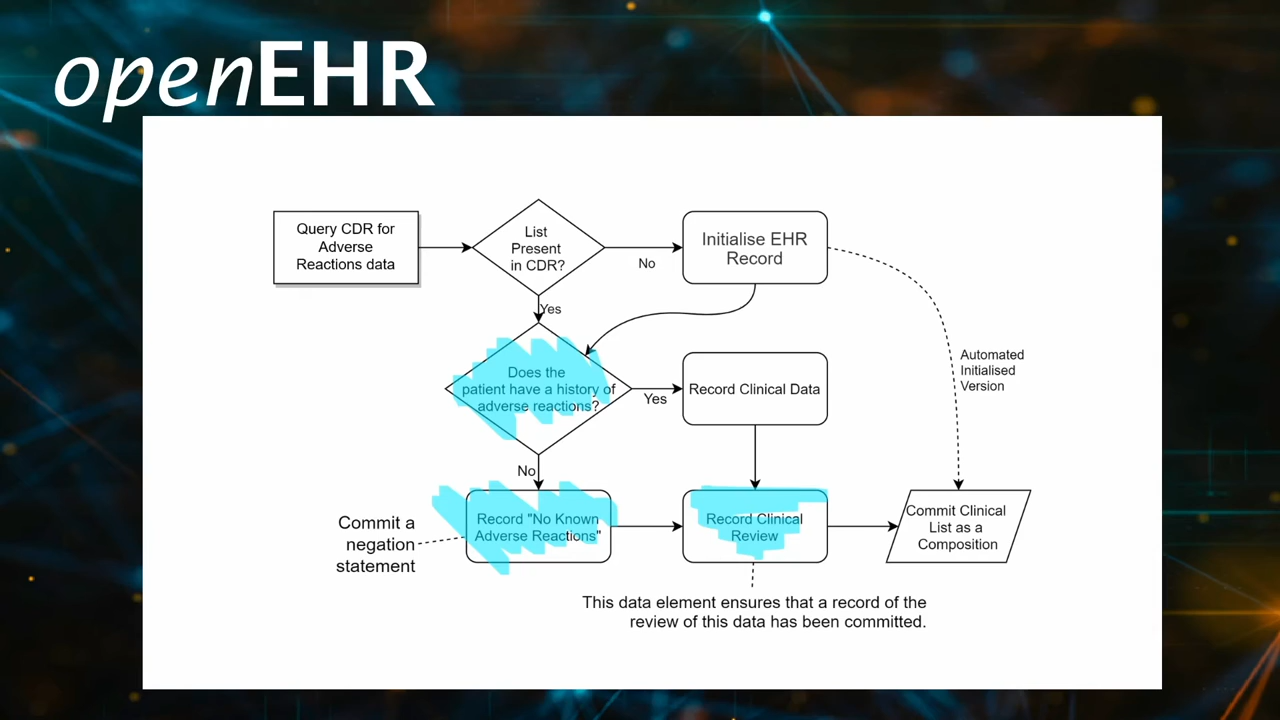 openEHR
Query CDR for
Adverse
Reactions data
List
Present
in CDR?
No
Initialise EHR
Record
Yes
Automated
Initialised
Version
Does the
patient have a history of
adverse reactions?
Yes
Record Clinical Data
No
Commit a
negation
statement
Record "No Known
Adverse Reactions"
Record Clinical
Review
Commit Clinical
List as a
Composition
This data element ensures that a record of the
review of this data has been committed.